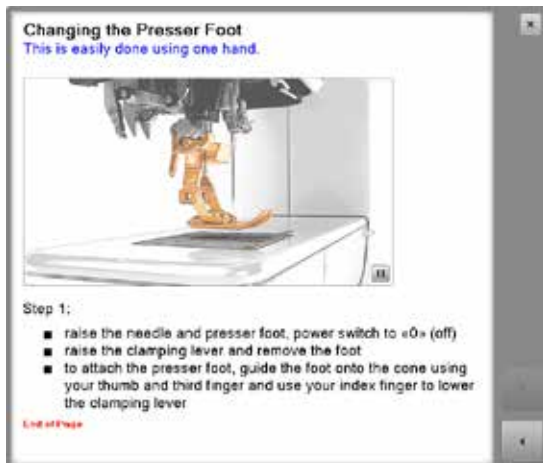 Changing the Presser Foot
This is easily done using one hand.
Step 1:
■ raise the needle and presser foot, power switch to «0» (off)
■ raise the clamping lever and remove the foot
■ to attach the presser foot, guide the foot onto the cone using
your thumb and third finger and use your index finger to lower
the clamping lever
End of Page